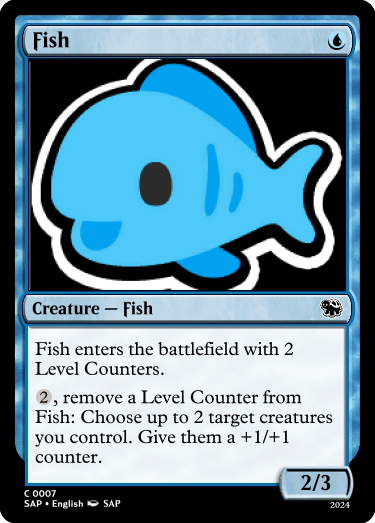 Fish
Creature — Fish
Fish enters the battlefield with 2
Level Counters.
2, remove a Level Counter from
Fish: Choose up to 2 target creatures
you control. Give them a +1/+1
counter.
2/3
C 0007
SAP • English SAP
2024